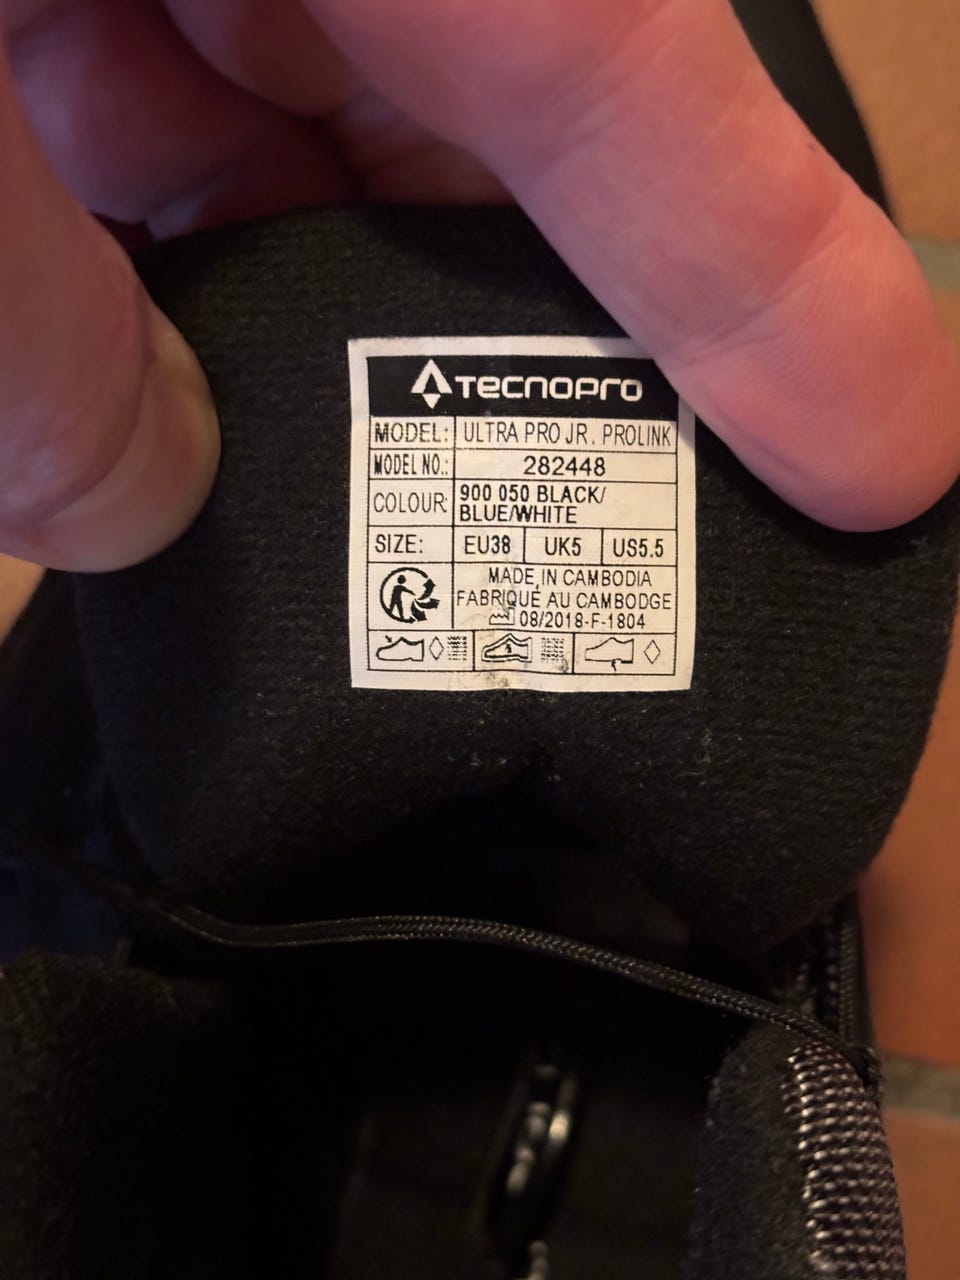 TECNOPRO
MODEL: ULTRA PRO JR. PROLINK
MODEL NO.: 282448
COLOUR: 900 050 BLACK/
BLUE/WHITE
SIZE: EU38 UK5 US5.5
MADE IN CAMBODIA
FABRIQUÉ AU CAMBODGE
08/2018-F-1804